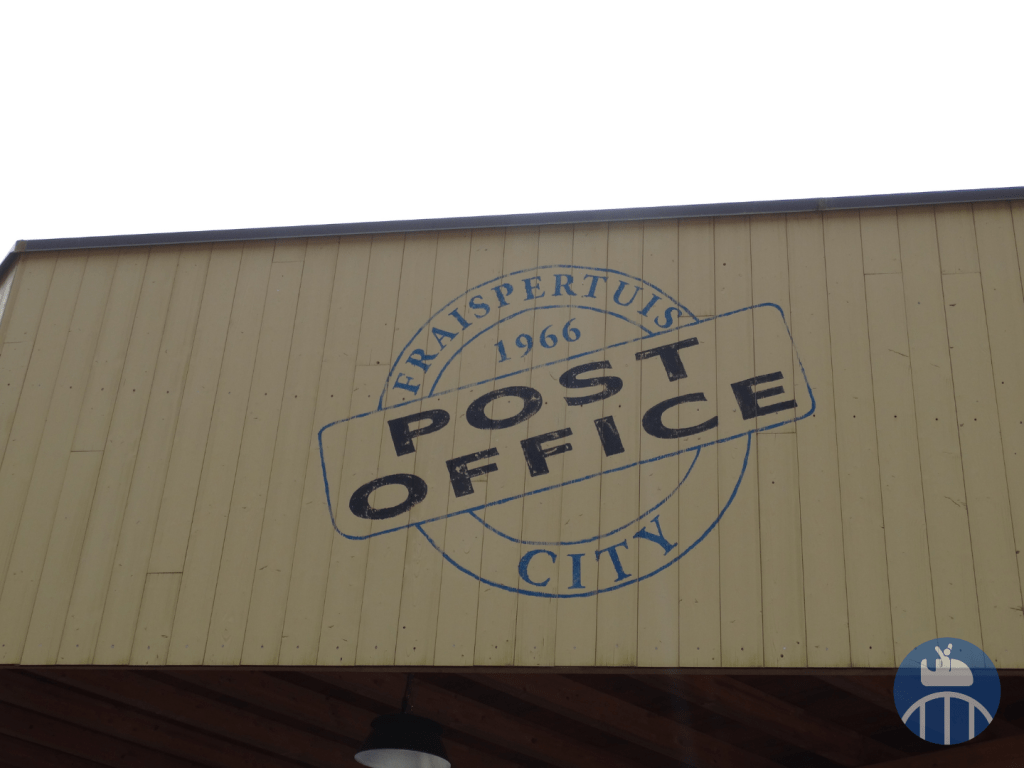 FRAISPERTUIS
1966
POST
OFFICE
CITY